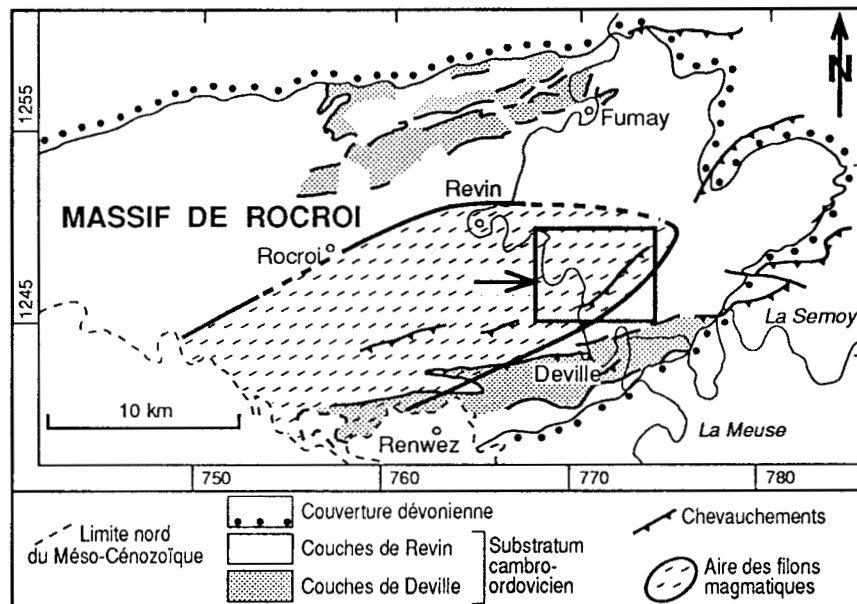 N
1255
Fumay
Revin
MASSIF DE ROCROI
Rocroi
1245
La Semoy
Deville
10 km
Renwez
La Meuse
750
760
770
780
Limite nord
du Méso-Cénozoïque
Couverture dévonienne
Couches de Revin
Couches de Deville
Substratum
cambro-
ordovicien
Chevauchements
Aire des filons
magmatiques